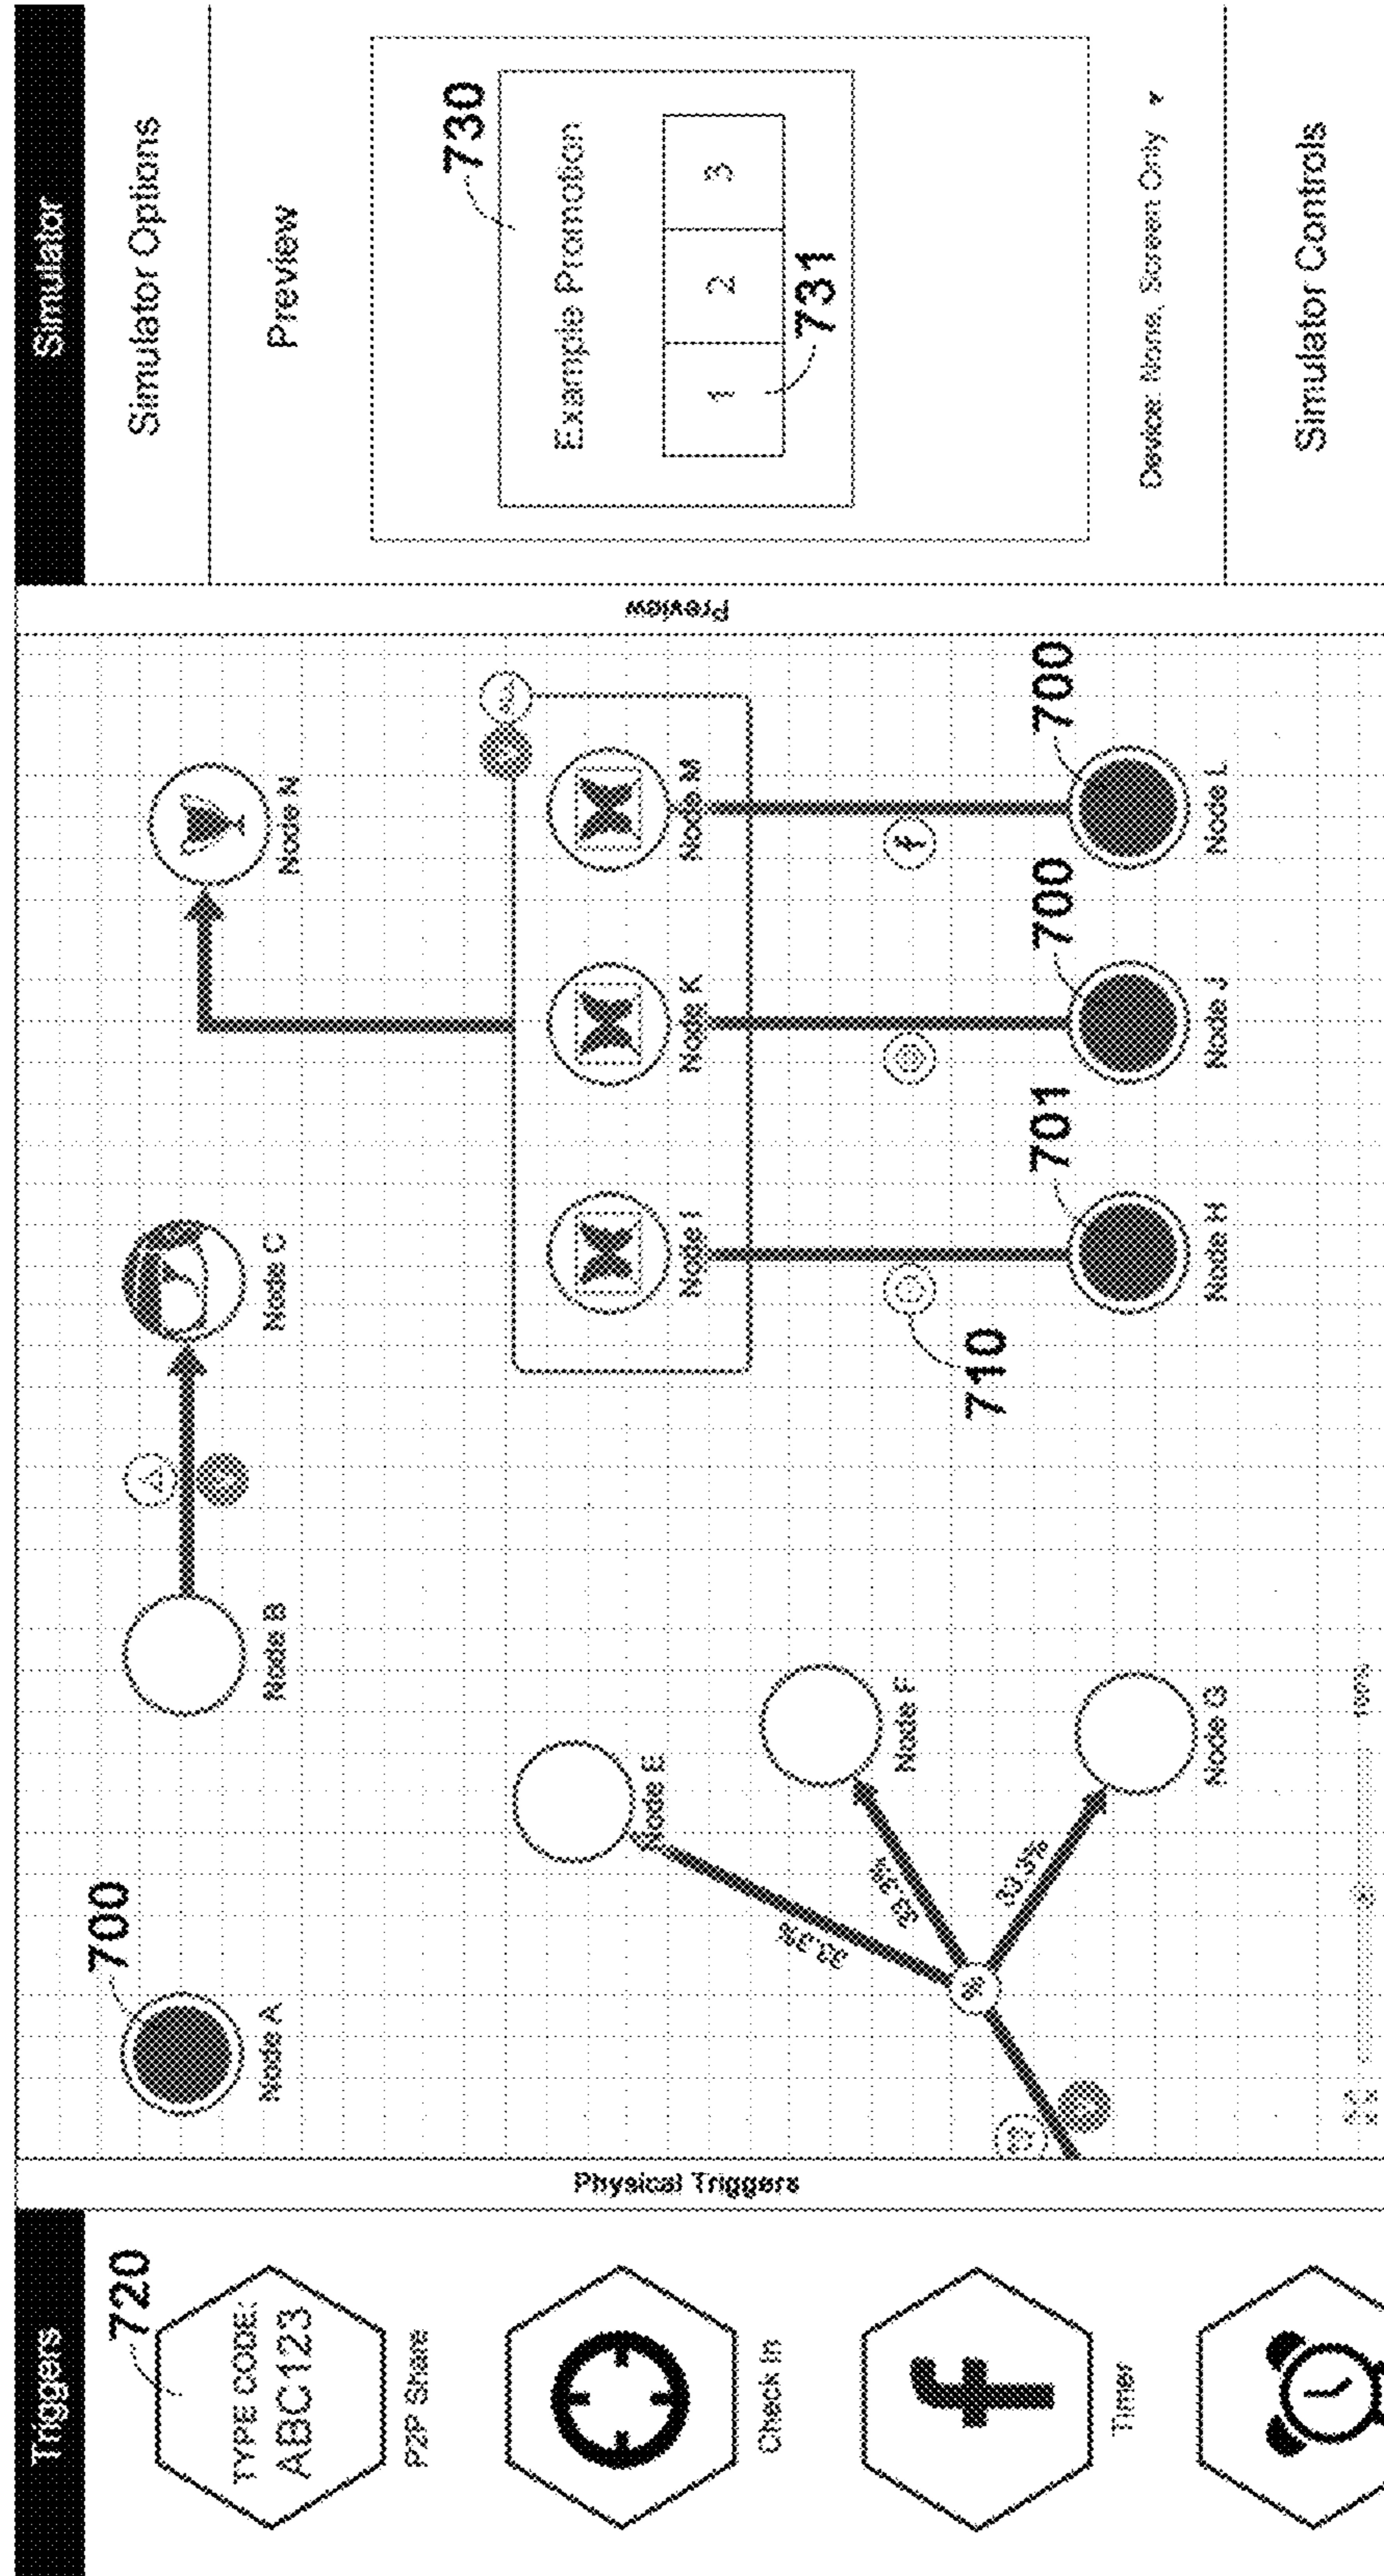 Triggers
720
TYPE CODE:
ABC123
P2P Share
Check In
Timer
Physical Triggers
700
Node A
Node B
Node C
Node N
Node E
33.3%
Node F
33.3%
Node G
33.3%
%
710
Node I
Node K
Node M
ALL
701
700
700
Node H
Node J
Node L
100%
Preview
Simulator
Simulator Options
Preview
730
Example Promotion
1 2 3
731
Device: None, Screen Only
Simulator Controls